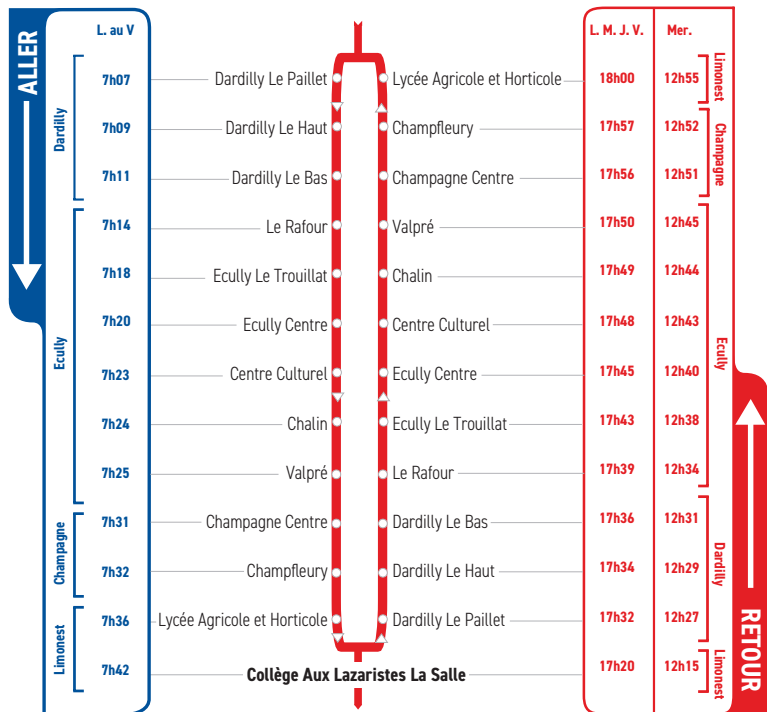 ALLER
L. au V
L. M. J. V. Mer.
Dardilly
7h07 Dardilly Le Paillet Lycée Agricole et Horticole 18h00 12h55 Limonest
7h09 Dardilly Le Haut Champfleury 17h57 12h52 Champagne
7h11 Dardilly Le Bas Champagne Centre 17h56 12h51
Ecully
7h14 Le Rafour Valpré 17h50 12h45 Ecully
7h18 Ecully Le Trouillat Chalin 17h49 12h44
7h20 Ecully Centre Centre Culturel 17h48 12h43
7h23 Centre Culturel Ecully Centre 17h45 12h40
7h24 Chalin Ecully Le Trouillat 17h43 12h38
7h25 Valpré Le Rafour 17h39 12h34
Champagne
7h31 Champagne Centre Dardilly Le Bas 17h36 12h31 Dardilly
7h32 Champfleury Dardilly Le Haut 17h34 12h29
Limonest
7h36 Lycée Agricole et Horticole Dardilly Le Paillet 17h32 12h27
7h42 Collège Aux Lazaristes La Salle 17h20 12h15 Limonest
RETOUR